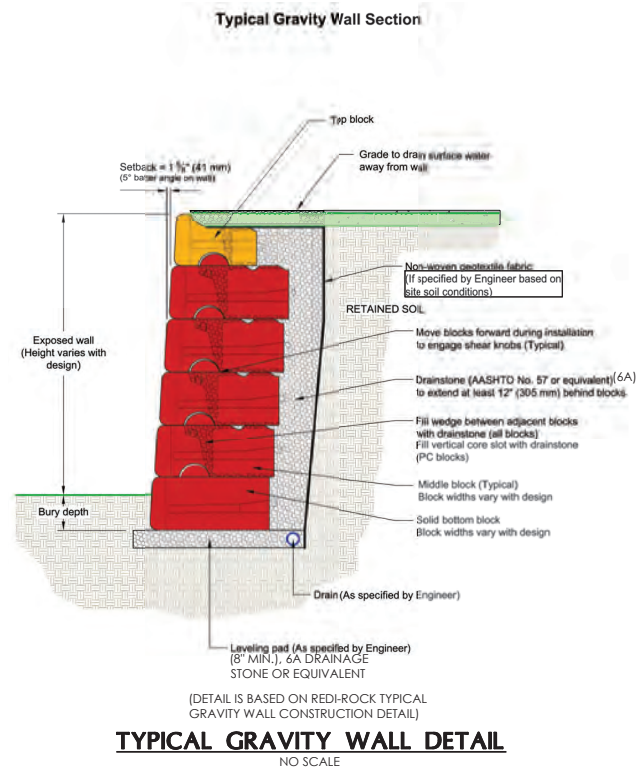 Typical Gravity Wall Section
Top block
Grade to drain surface water
away from wall
Setback = 1 5/8" (41 mm)
(5° batter angle on wall)
Non-woven geotextile fabric
(If specified by Engineer based on
site soil conditions)
RETAINED SOIL
Move blocks forward during installation
to engage shear knobs (Typical)
Exposed wall
(Height varies with
design)
Drainstone (AASHTO No. 57 or equivalent) (6A)
to extend at least 12" (305 mm) behind blocks
Fill wedge between adjacent blocks
with drainstone (all blocks)
Fill vertical core slot with drainstone
(PC blocks)
Middle block (Typical)
Block widths vary with design
Bury depth
Solid bottom block
Block widths vary with design
Drain (As specified by Engineer)
Leveling pad (As specified by Engineer)
(8" MIN.), 6A DRAINAGE
STONE OR EQUIVALENT
(DETAIL IS BASED ON REDI-ROCK TYPICAL
GRAVITY WALL CONSTRUCTION DETAIL)
TYPICAL GRAVITY WALL DETAIL
NO SCALE